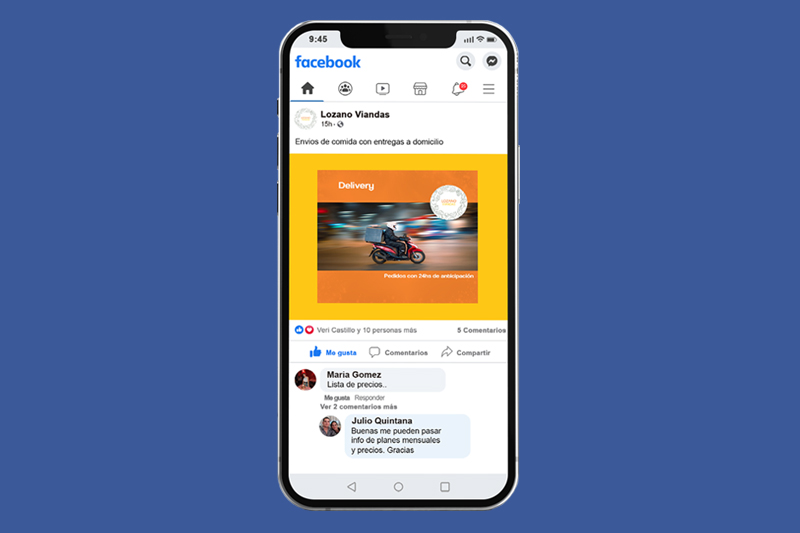 9:45
facebook
Lozano Viandas
15h ·
Envios de comida con entregas a domicilio
Delivery
LOZANO
Pedidos con 24hs de anticipación
Veri Castillo y 10 personas más
5 Comentarios
Me gusta
Comentarios
Compartir
Maria Gomez
Lista de precios..
Me gusta Responder
Ver 2 comentarios más
Julio Quintana
Buenas me pueden pasar
info de planes mensuales
y precios. Gracias